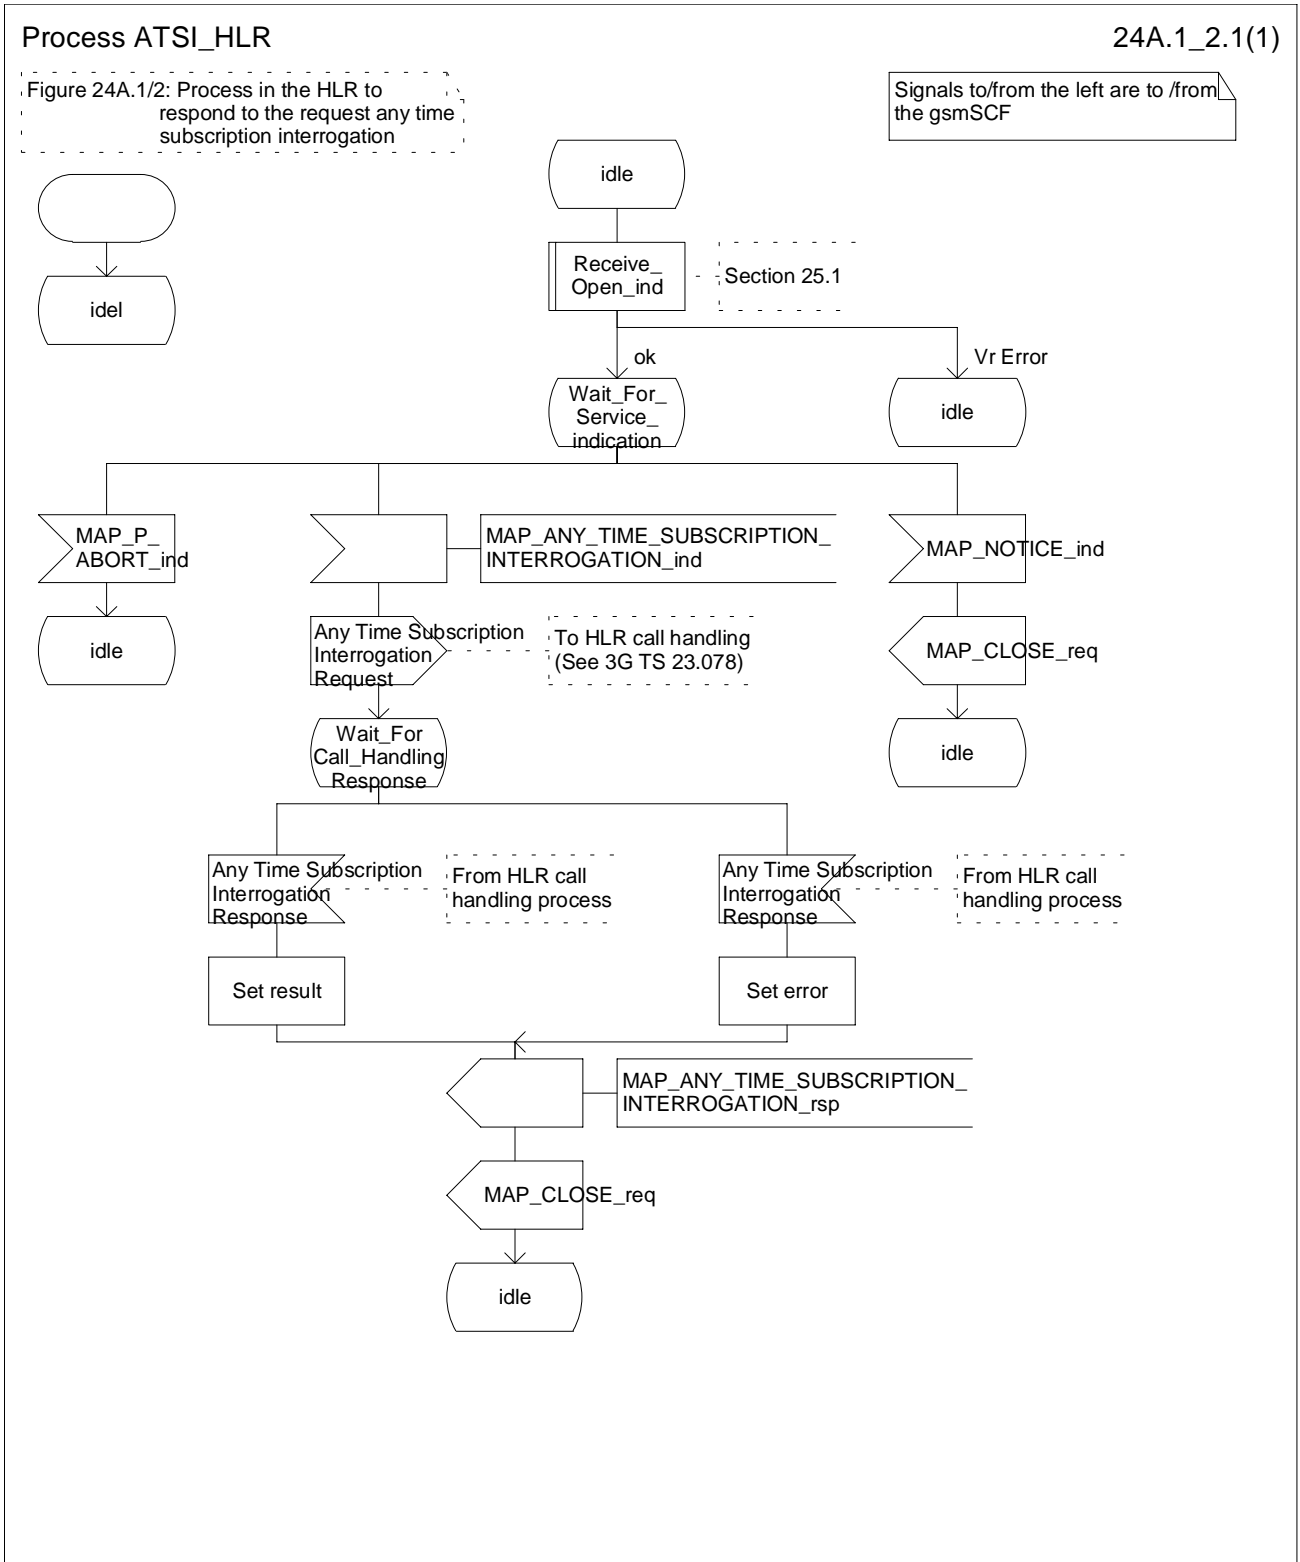 Process ATSI_HLR
24A.1_2.1(1)
Figure 24A.1/2: Process in the HLR to
respond to the request any time
subscription interrogation
Signals to/from the left are to /from
the gsmSCF
idle
idel
Receive_
Open_ind
Section 25.1
ok
Vr Error
Wait_For_
Service_
indication
idle
MAP_P_
ABORT_ind
MAP_ANY_TIME_SUBSCRIPTION_
INTERROGATION_ind
MAP_NOTICE_ind
idle
Any Time Subscription
Interrogation
Request
To HLR call handling
(See 3G TS 23.078)
MAP_CLOSE_req
Wait_For
Call_Handling
Response
idle
Any Time Subscription
Interrogation
Response
From HLR call
handling process
Any Time Subscription
Interrogation
Response
From HLR call
handling process
Set result
Set error
MAP_ANY_TIME_SUBSCRIPTION_
INTERROGATION_rsp
MAP_CLOSE_req
idle